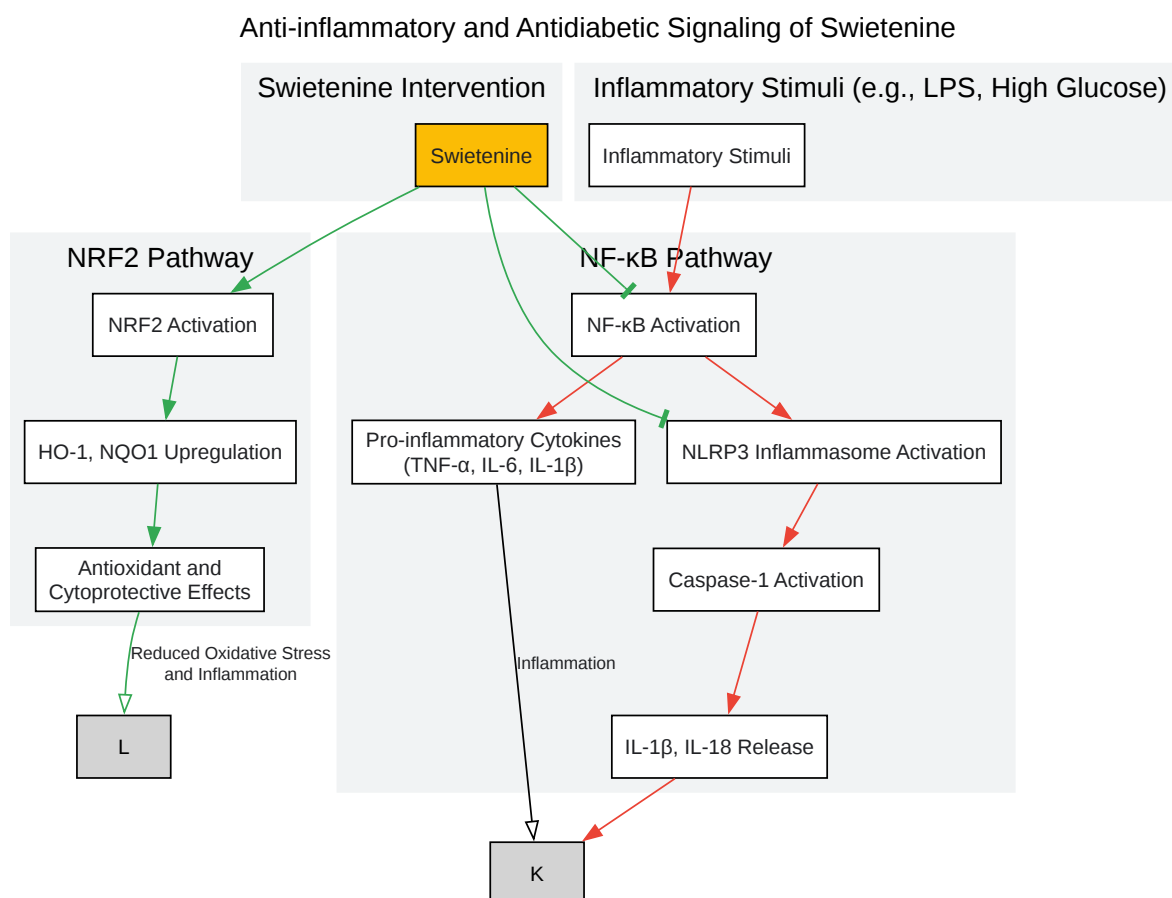 Anti-inflammatory and Antidiabetic Signaling of Swietenine
Swietenine Intervention
Inflammatory Stimuli (e.g., LPS, High Glucose)
Swietenine
Inflammatory Stimuli
NRF2 Pathway
NF-κB Pathway
NRF2 Activation
NF-κB Activation
HO-1, NQO1 Upregulation
Pro-inflammatory Cytokines
(TNF-α, IL-6, IL-1β)
NLRP3 Inflammasome Activation
Antioxidant and
Cytoprotective Effects
Caspase-1 Activation
Reduced Oxidative Stress
and Inflammation
Inflammation
L
IL-1β, IL-18 Release
K